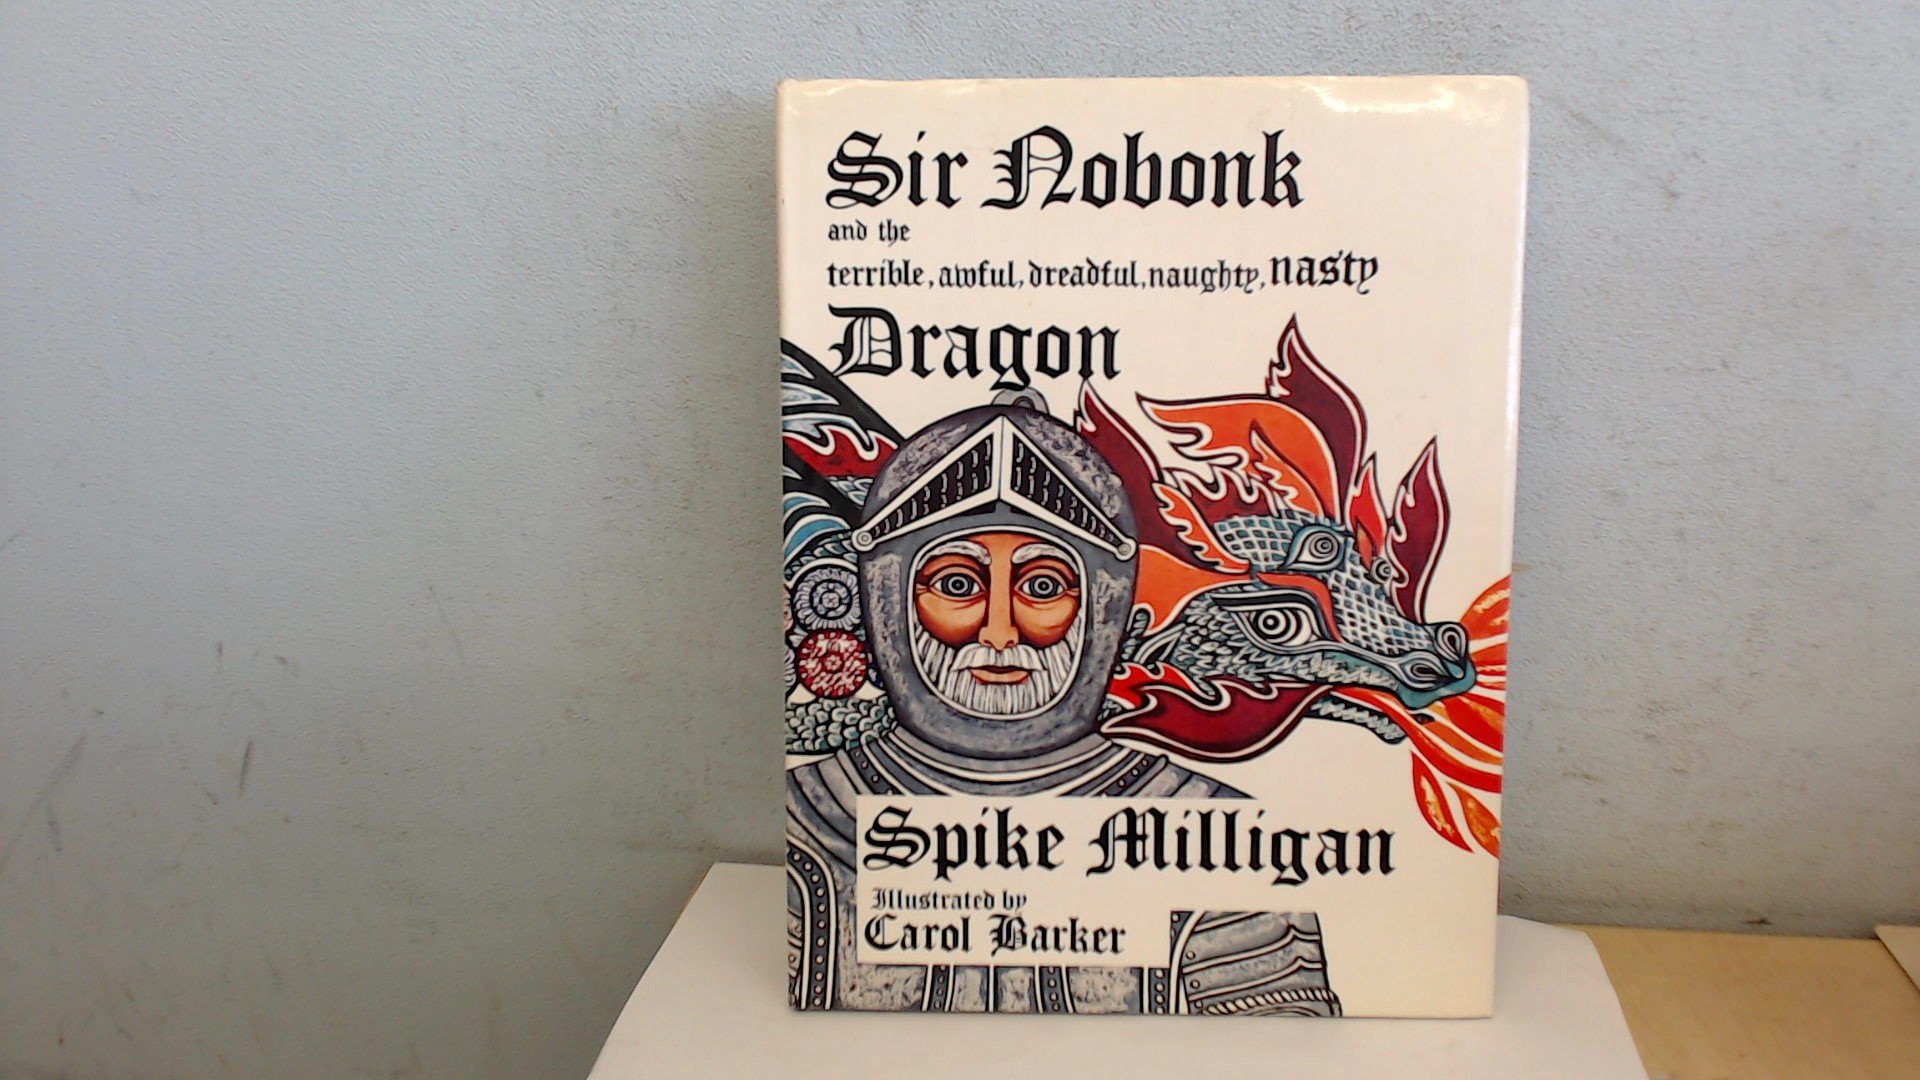 Sir Nobonk
and the
terrible, awful, dreadful, naughty, nasty
Dragon
Spike Milligan
Illustrated by
Carol Barker